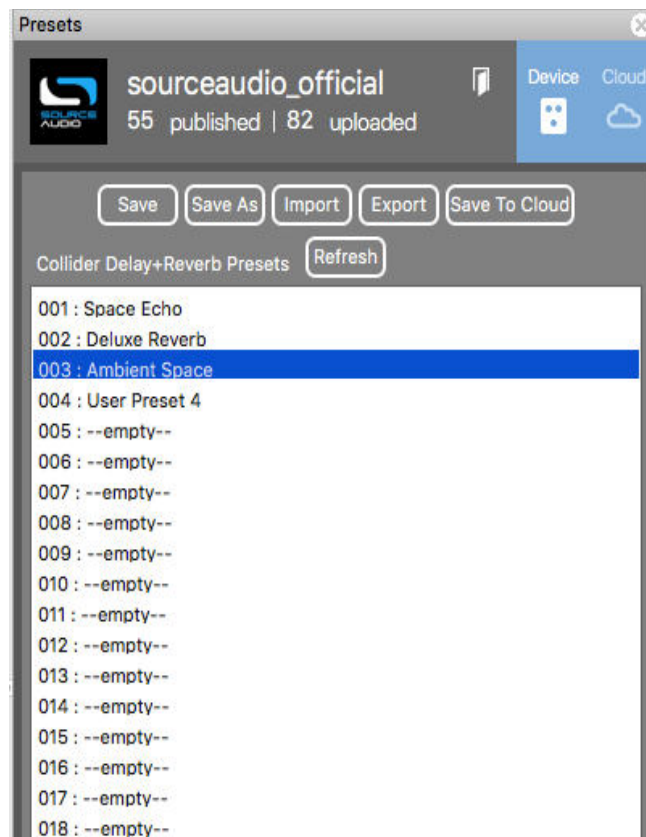 Presets
SOURCE
AUDIO
sourceaudio_official
55 published | 82 uploaded
Device
Cloud
Save
Save As
Import
Export
Save To Cloud
Collider Delay+Reverb Presets
Refresh
001 : Space Echo
002 : Deluxe Reverb
003 : Ambient Space
004 : User Preset 4
005 : --empty--
006 : --empty--
007 : --empty--
008 : --empty--
009 : --empty--
010 : --empty--
011 : --empty--
012 : --empty--
013 : --empty--
014 : --empty--
015 : --empty--
016 : --empty--
017 : --empty--
018 : --empty--